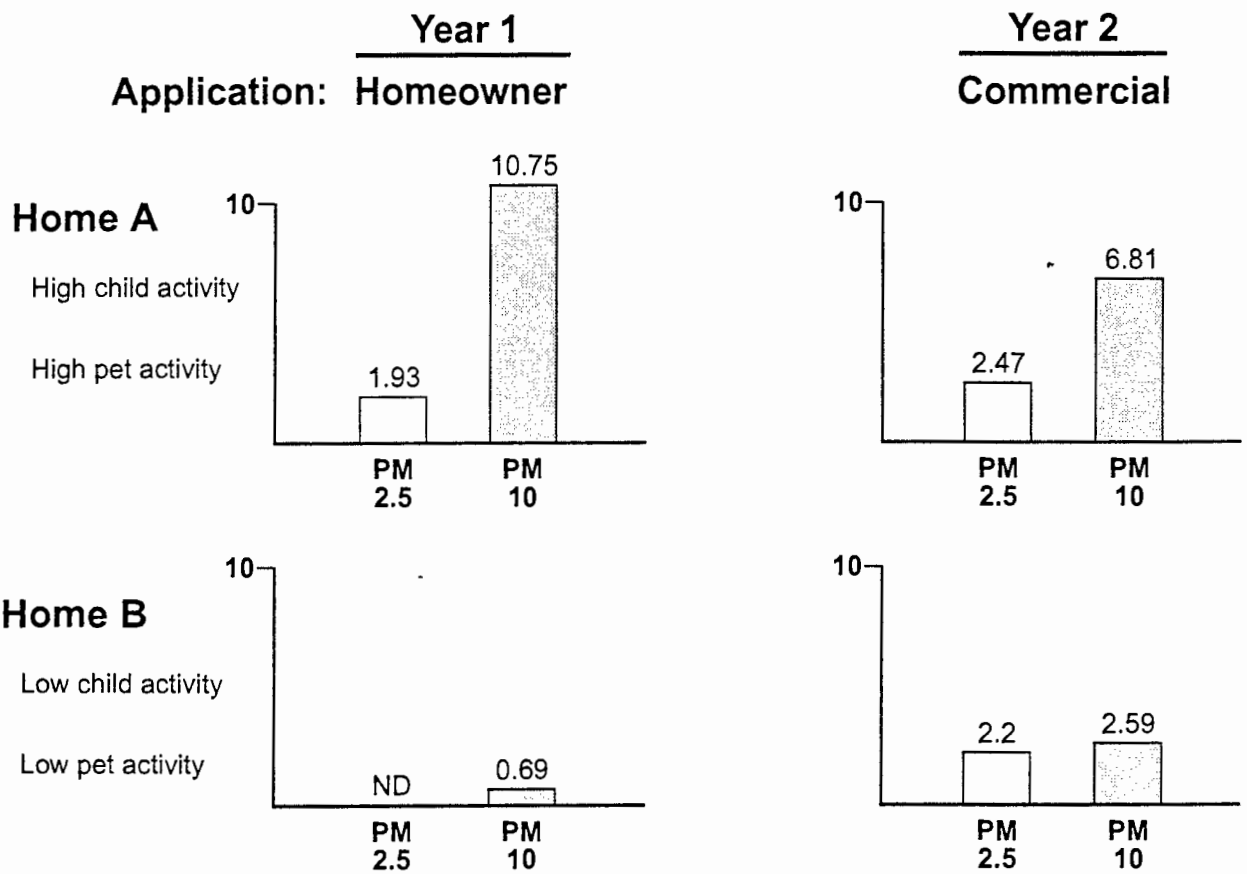 Year 1
Year 2
Application: Homeowner
Commercial
Home A
High child activity
High pet activity
10
1.93
10.75
PM
2.5
PM
10
10
2.47
6.81
PM
2.5
PM
10
Home B
Low child activity
Low pet activity
10
ND
0.69
PM
2.5
PM
10
10
2.2
2.59
PM
2.5
PM
10